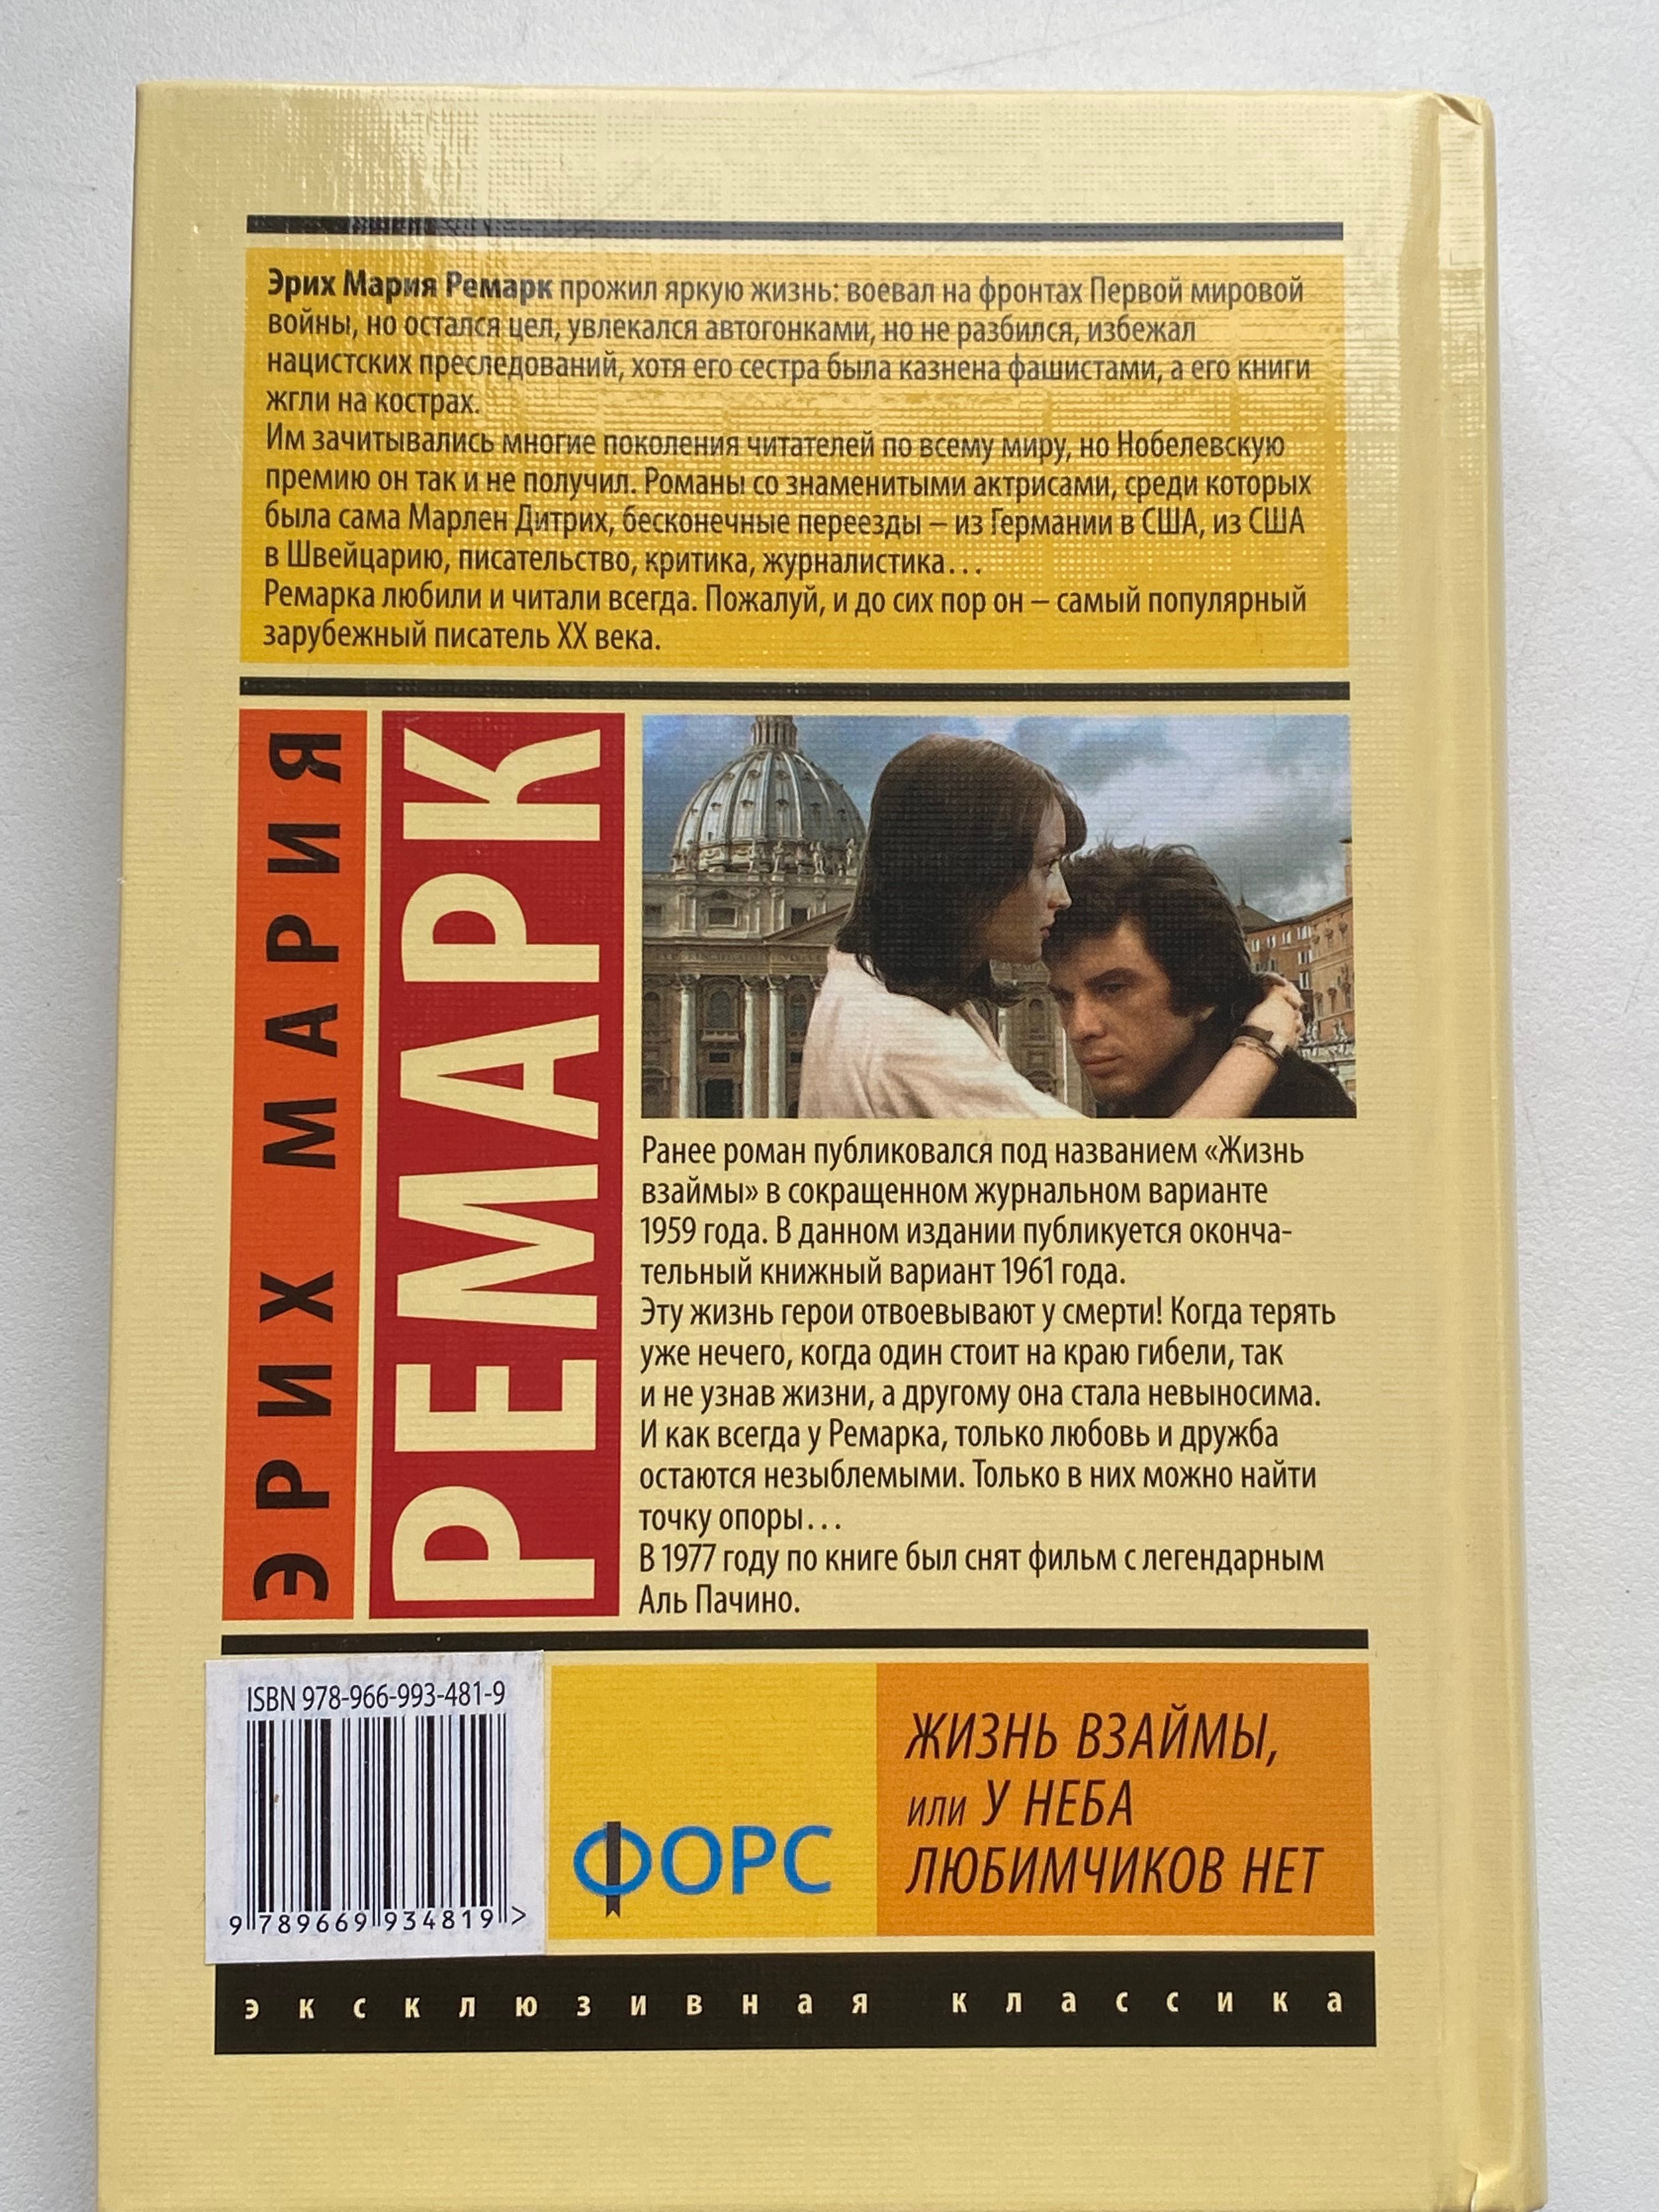 Эрих Мария Ремарк прожил яркую жизнь: воевал на фронтах Первой мировой
войны, но остался цел, увлекался автогонками, но не разбился, избежал
нацистских преследований, хотя его сестра была казнена фашистами, а его книги
жгли на кострах.
Им зачитывались многие поколения читателей по всему миру, но Нобелевскую
премию он так и не получил. Романы со знаменитыми актрисами, среди которых
была сама Марлен Дитрих, бесконечные переезды – из Германии в США, из США
в Швейцарию, писательство, критика, журналистика...
Ремарка любили и читали всегда. Пожалуй, и до сих пор он – самый популярный
зарубежный писатель XX века.
ЭРИХ МАРИЯ
РЕМАРК
Ранее роман публиковался под названием «Жизнь
взаймы» в сокращенном журнальном варианте
1959 года. В данном издании публикуется оконча-
тельный книжный вариант 1961 года.
Эту жизнь герои отвоевывают у смерти! Когда терять
уже нечего, когда один стоит на краю гибели, так
и не узнав жизни, а другому она стала невыносима.
И как всегда у Ремарка, только любовь и дружба
остаются незыблемыми. Только в них можно найти
точку опоры...
В 1977 году по книге был снят фильм с легендарным
Аль Пачино.
ISBN 978-966-993-481-9
9 789669 934819 >
ФОРС
ЖИЗНЬ ВЗАЙМЫ,
или У НЕБА
ЛЮБИМЧИКОВ НЕТ
эксклюзивная классика